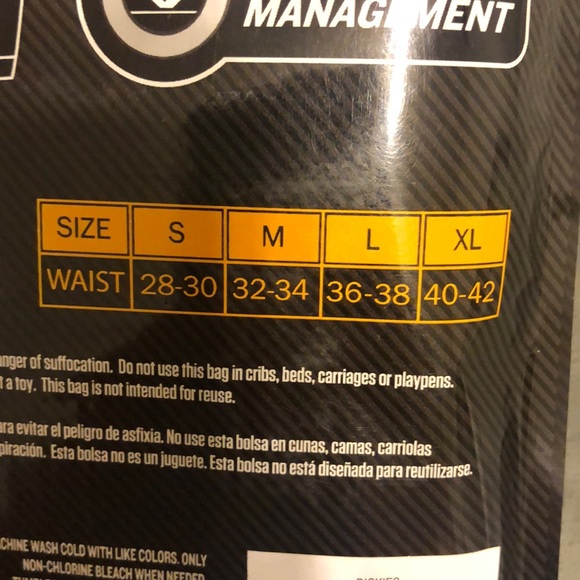 MANAGEMENT
SIZE S M L XL
WAIST 28-30 32-34 36-38 40-42
anger of suffocation. Do not use this bag in cribs, beds, carriages or playpens.
t a toy. This bag is not intended for reuse.
ara evitar el peligro de asfixia. No use esta bolsa en cunas, camas, carriolas
piración. Esta bolsa no es un juguete. Esta bolsa no está diseñada para reutilizarse.
ACHINE WASH COLD WITH LIKE COLORS. ONLY
NON-CHLORINE BLEACH WHEN NEEDED
DICKIES